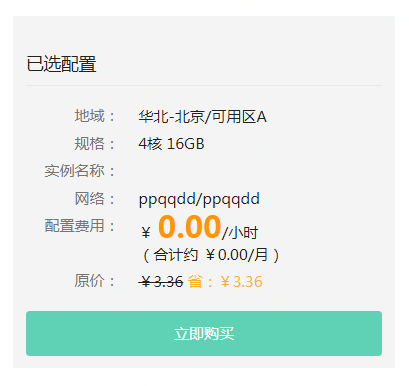 已选配置
地域： 华北-北京/可用区A
规格： 4核 16GB
实例名称：
网络： ppqqdd/ppqqdd
配置费用： ￥ 0.00/小时
（合计约 ￥0.00/月）
原价： ￥3.36 省：￥3.36
立即购买